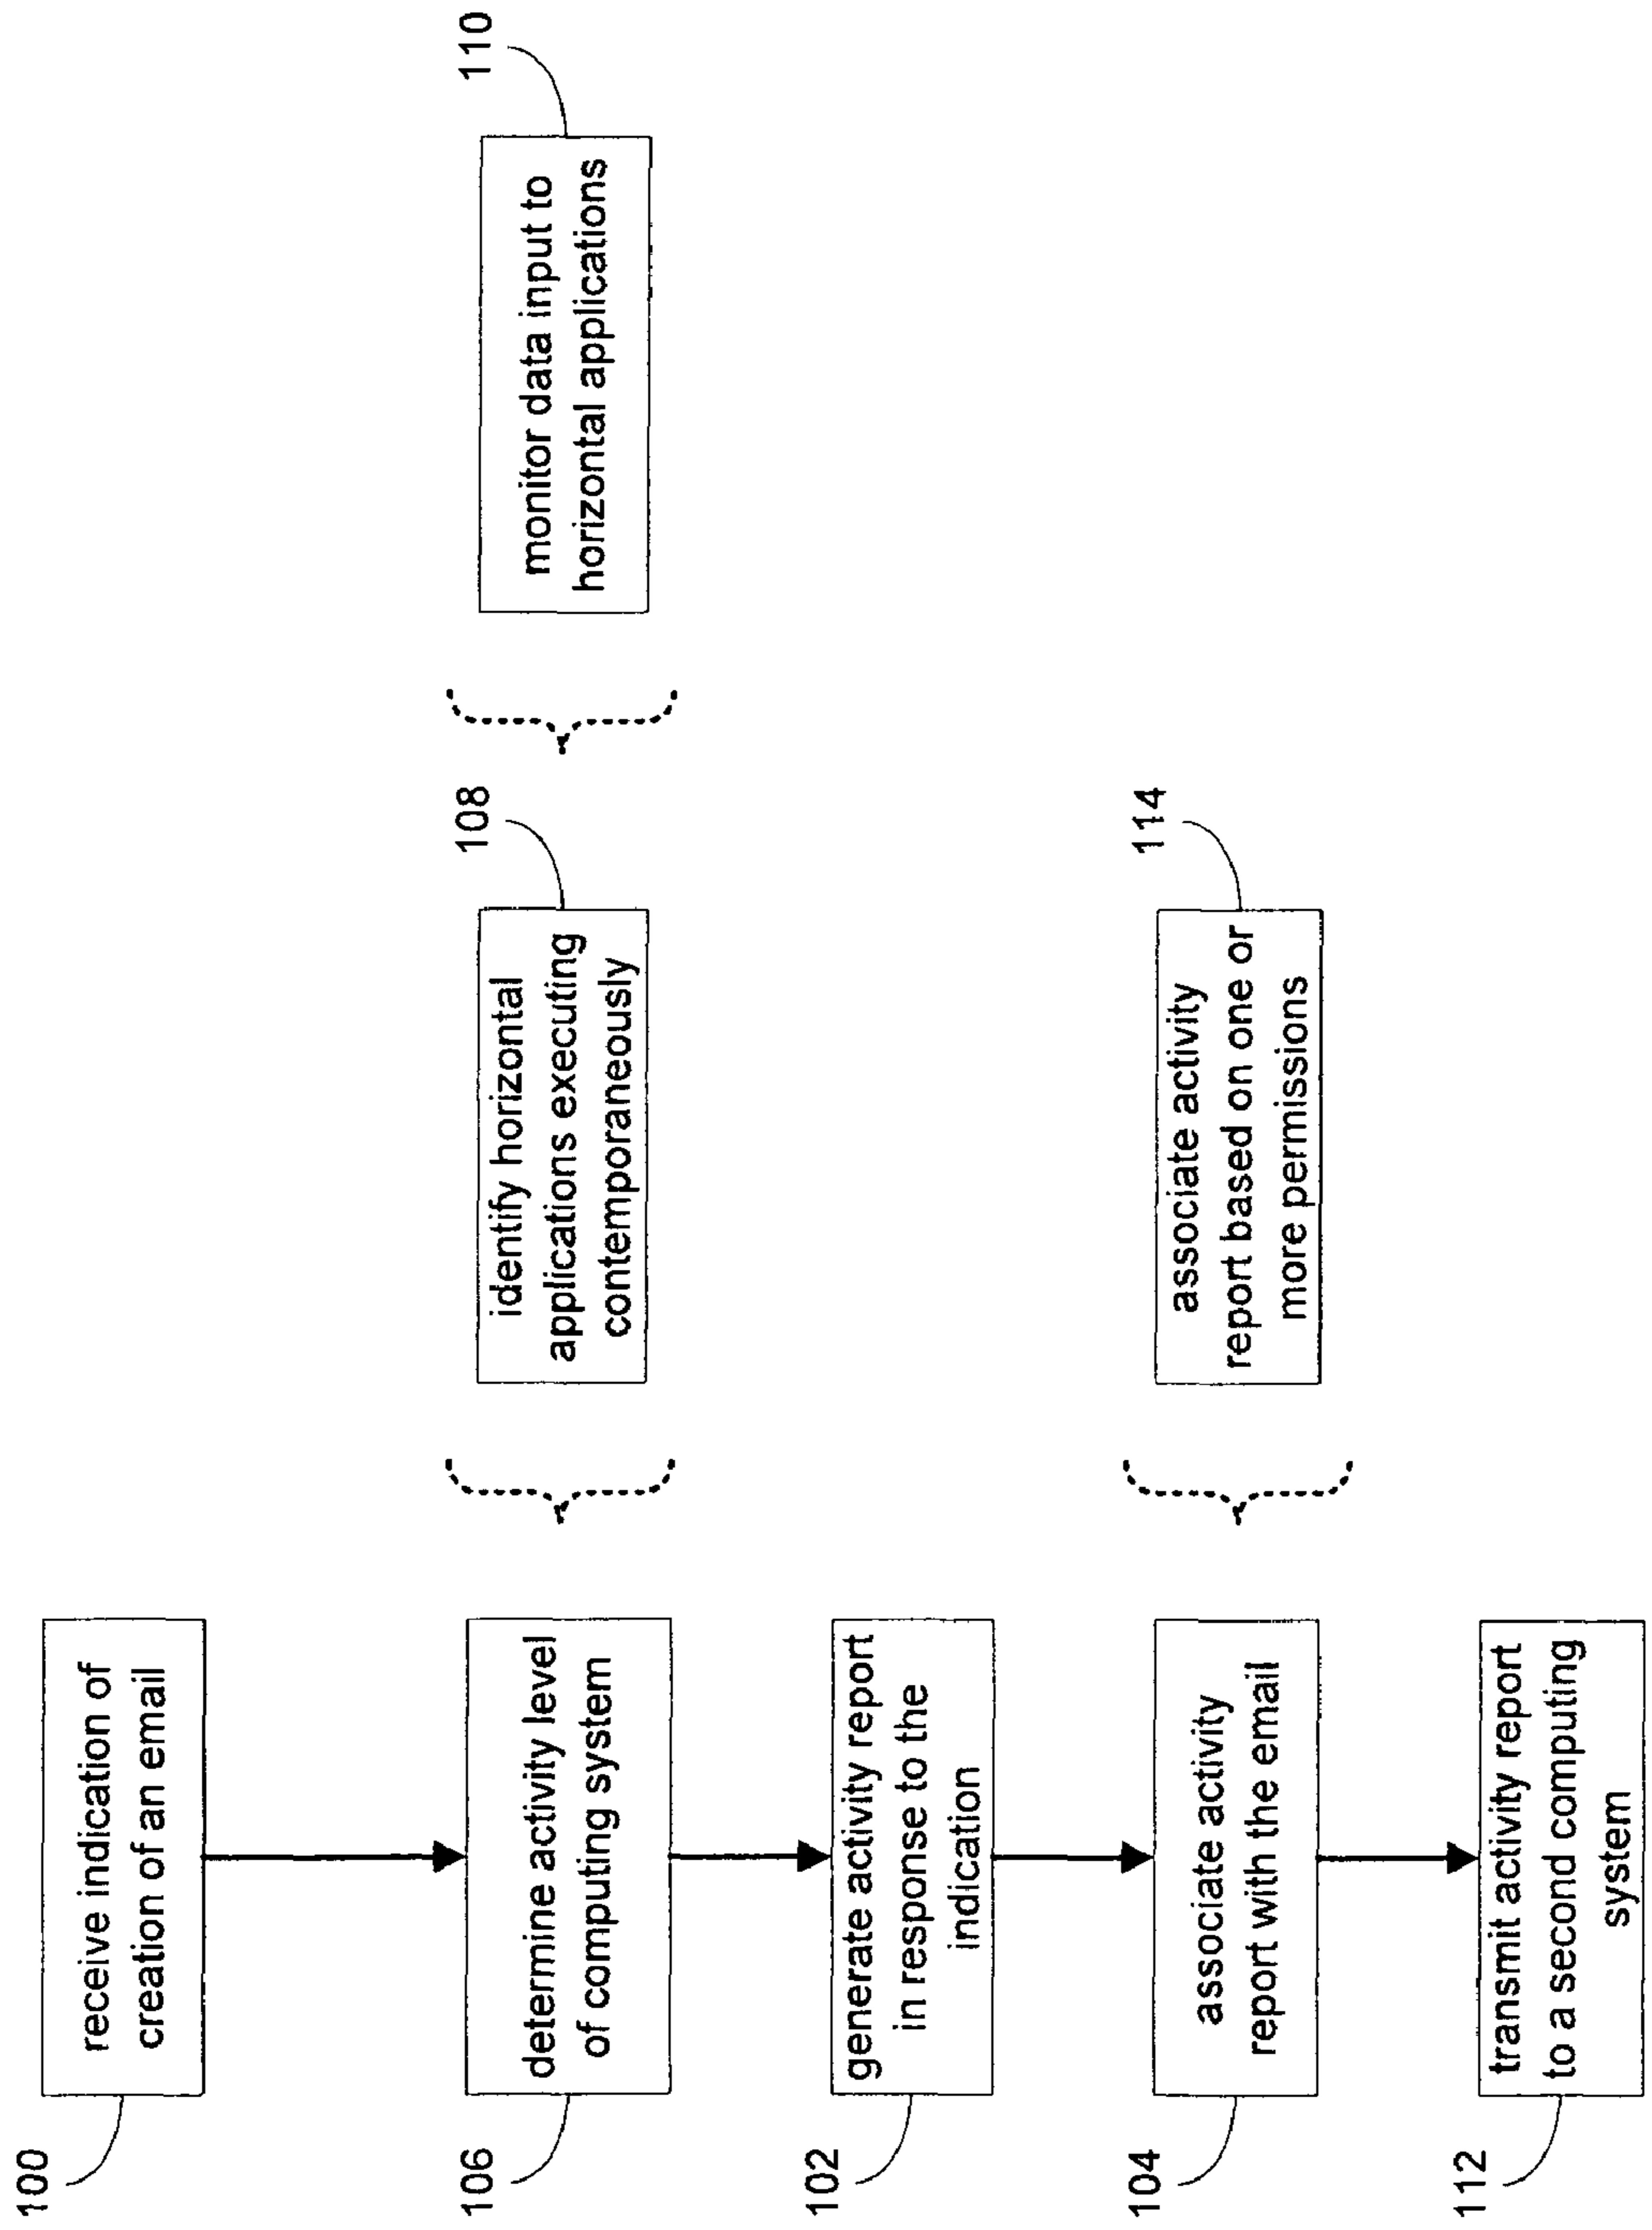 100
receive indication of
creation of an email
106
determine activity level
of computing system
108
identify horizontal
applications executing
contemporaneously
110
monitor data input to
horizontal applications
102
generate activity report
in response to the
indication
104
associate activity
report with the email
114
associate activity
report based on one or
more permissions
112
transmit activity report
to a second computing
system